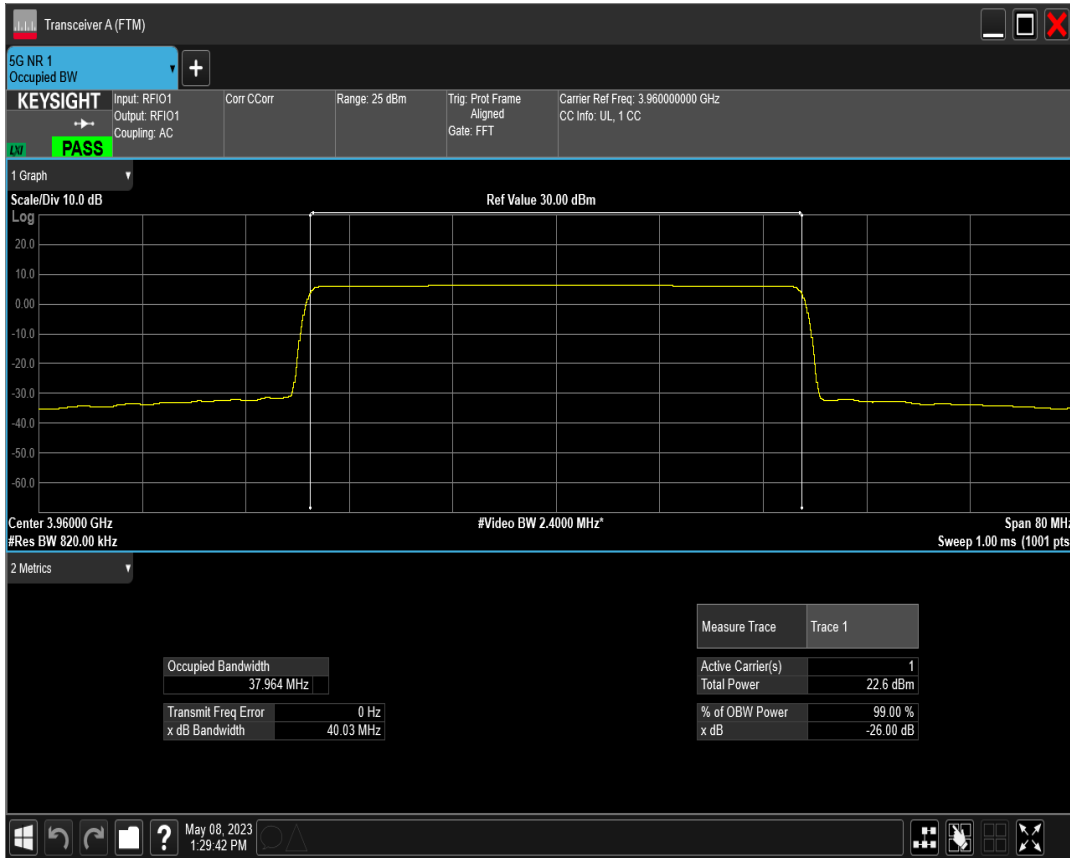 Transceiver A (FTM)
5G NR 1
Occupied BW
+
KEYSIGHT
LXI
PASS
Input: RFIO1
Output: RFIO1
Coupling: AC
Corr CCorr
Range: 25 dBm
Trig: Prot Frame
Aligned
Gate: FFT
Carrier Ref Freq: 3.960000000 GHz
CC Info: UL, 1 CC
1 Graph
Scale/Div 10.0 dB
Ref Value 30.00 dBm
Log
20.0
10.0
0.00
-10.0
-20.0
-30.0
-40.0
-50.0
-60.0
Center 3.96000 GHz
#Video BW 2.4000 MHz*
Span 80 MHz
#Res BW 820.00 kHz
Sweep 1.00 ms (1001 pts
2 Metrics
Measure Trace Trace 1
Occupied Bandwidth
37.964 MHz
Active Carrier(s) 1
Total Power 22.6 dBm
Transmit Freq Error 0 Hz
x dB Bandwidth 40.03 MHz
% of OBW Power 99.00 %
x dB -26.00 dB
?
May 08, 2023
1:29:42 PM